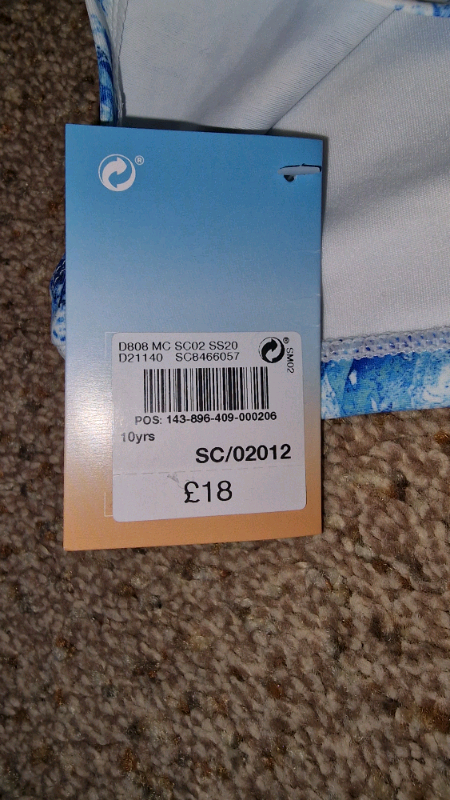 ®
D808 MC SC02 SS20
D21140 SC8466057
® SM02
POS: 143-896-409-000206
10yrs
SC/02012
£18